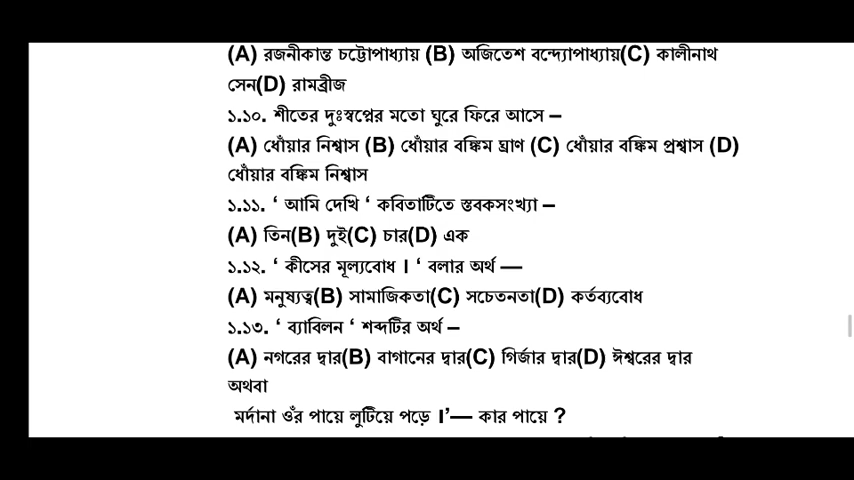 (A) রজনীকান্ত চট্টোপাধ্যায় (B) অজিতেশ বন্দ্যোপাধ্যায়(C) কালীনাথ
সেন(D) রামব্রীজ
১.১০. শীতের দুঃস্বপ্নের মতো ঘুরে ফিরে আসে –
(A) ধোঁয়ার নিশ্বাস (B) ধোঁয়ার বঙ্কিম ঘ্রাণ (C) ধোঁয়ার বঙ্কিম প্রশ্বাস (D)
ধোঁয়ার বঙ্কিম নিশ্বাস
১.১১. ‘ আমি দেখি ‘ কবিতাটিতে স্তবকসংখ্যা –
(A) তিন(B) দুই(C) চার(D) এক
১.১২. ‘ কীসের মূল্যবোধ । ‘ বলার অর্থ —
(A) মনুষ্যত্ব(B) সামাজিকতা(C) সচেতনতা(D) কর্তব্যবোধ
১.১৩. ‘ ব্যাবিলন ‘ শব্দটির অর্থ –
(A) নগরের দ্বার(B) বাগানের দ্বার(C) গির্জার দ্বার(D) ঈশ্বরের দ্বার
অথবা
মর্দানা ওঁর পায়ে লুটিয়ে পড়ে ।’— কার পায়ে ?